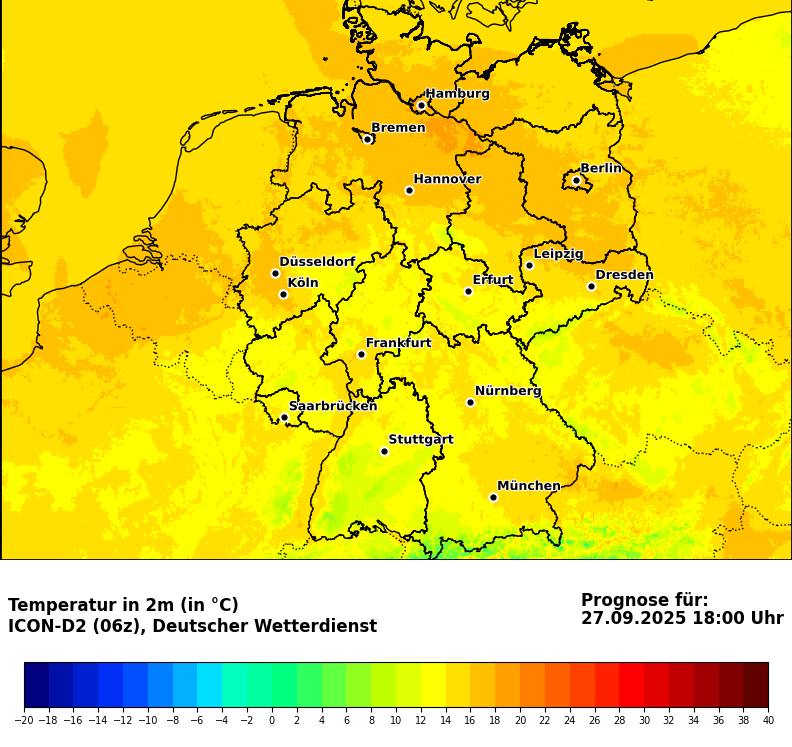 Hamburg
Bremen
Berlin
Hannover
Leipzig
Düsseldorf
Dresden
Köln
Erfurt
Frankfurt
Nürnberg
Saarbrücken
Stuttgart
München
Temperatur in 2m (in °C)
ICON-D2 (06z), Deutscher Wetterdienst
Prognose für:
27.09.2025 18:00 Uhr
−20 −18 −16 −14 −12 −10 −8 −6 −4 −2 0 2 4 6 8 10 12 14 16 18 20 22 24 26 28 30 32 34 36 38 40